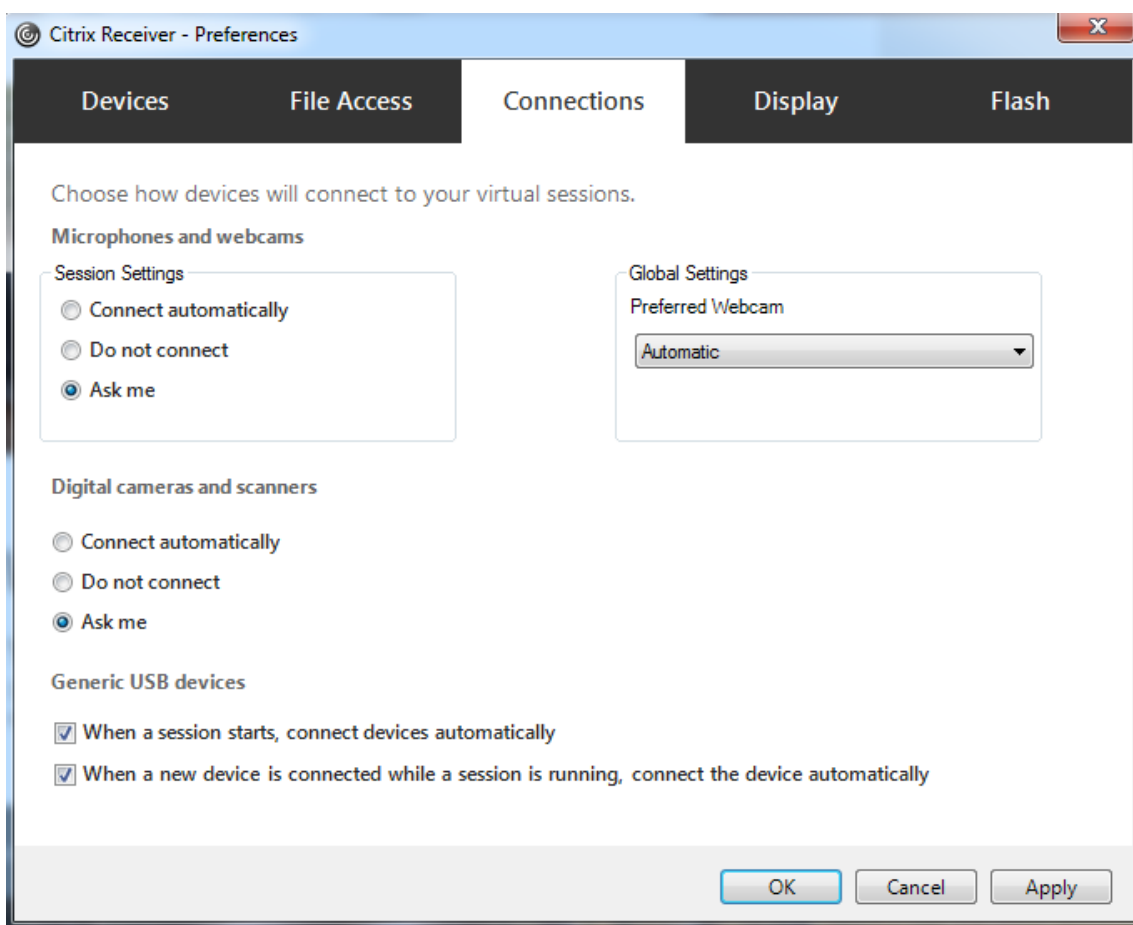 Citrix Receiver - Preferences
Devices File Access Connections Display Flash
Choose how devices will connect to your virtual sessions.
Microphones and webcams
Session Settings
Connect automatically
Do not connect
Ask me
Global Settings
Preferred Webcam
Automatic
Digital cameras and scanners
Connect automatically
Do not connect
Ask me
Generic USB devices
When a session starts, connect devices automatically
When a new device is connected while a session is running, connect the device automatically
OK Cancel Apply